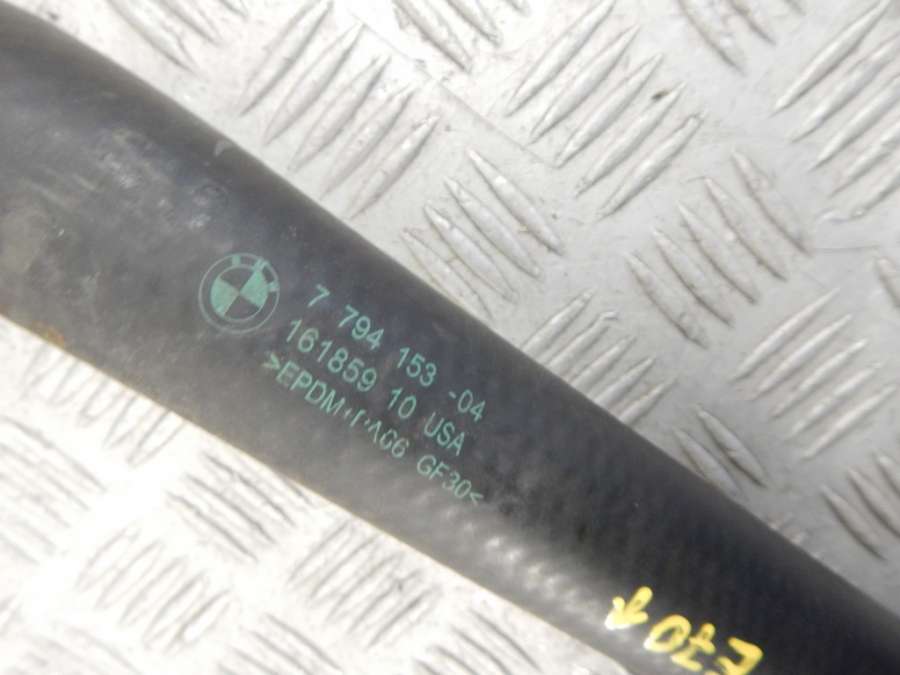 7 794 153 -04
161859 10 USA
>EPDM+PA66 GF30<
E70